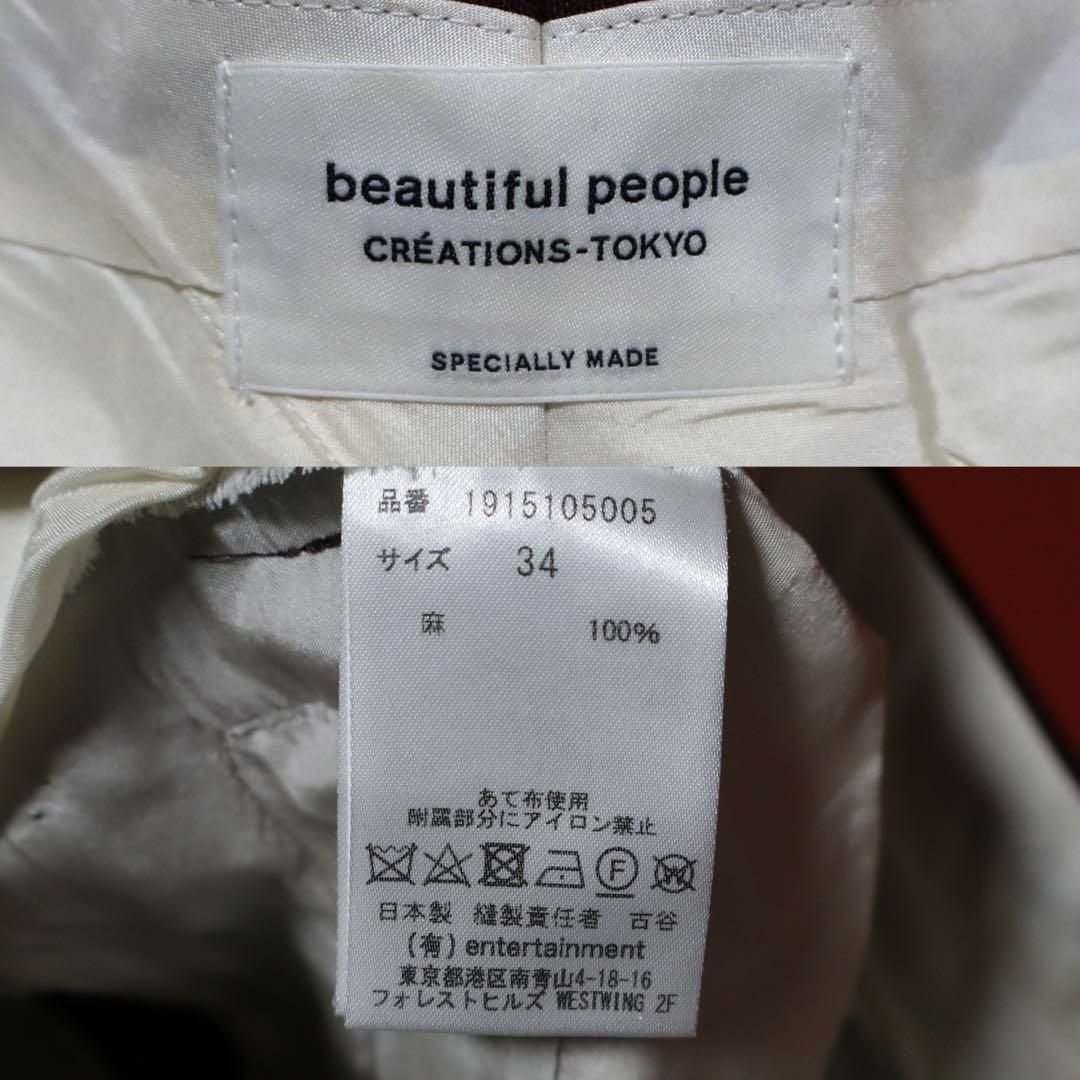 beautiful people
CRÉATIONS-TOKYO
SPECIALLY MADE
品番 1915105005
サイズ 34
麻 100%
あて布使用
附属部分にアイロン禁止
F
W
日本製 縫製責任者 古谷
(有) entertainment
東京都港区南青山4-18-16
フォレストヒルズ WESTWING 2F